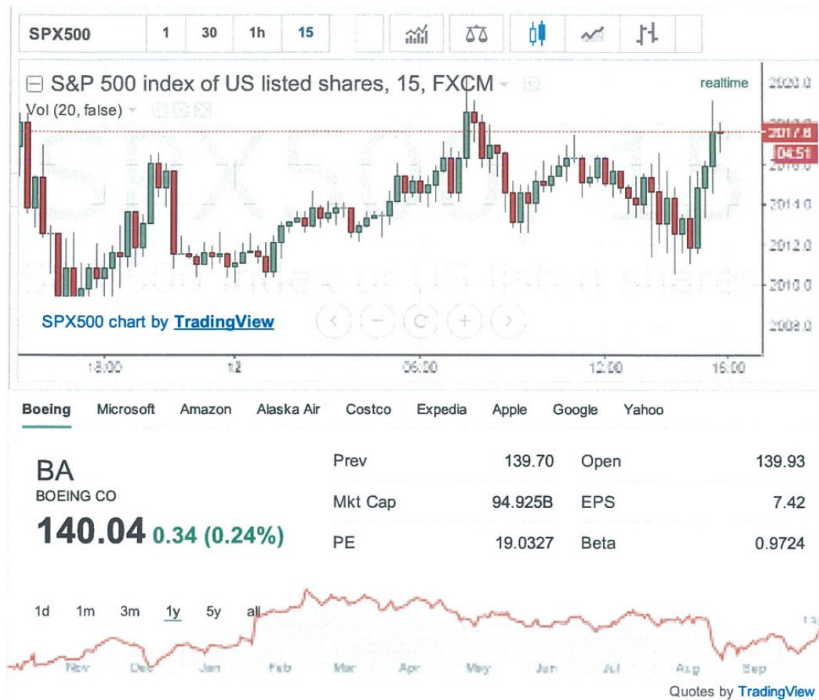 SPX500 1 30 1h 15
S&P 500 index of US listed shares, 15, FXCM
realtime
Vol (20, false)
2020.0
2017.8
04:51
2016.0
2014.0
2012.0
2010.0
2008.0
SPX500 chart by TradingView
18:00 12 06:00 12:00 15:00
Boeing Microsoft Amazon Alaska Air Costco Expedia Apple Google Yahoo
BA
BOEING CO
140.04 0.34 (0.24%)
Prev 139.70 Open 139.93
Mkt Cap 94.925B EPS 7.42
PE 19.0327 Beta 0.9724
1d 1m 3m 1y 5y all
Nov Dec Jan Feb Mar Apr May Jun Jul Aug Sep
Quotes by TradingView